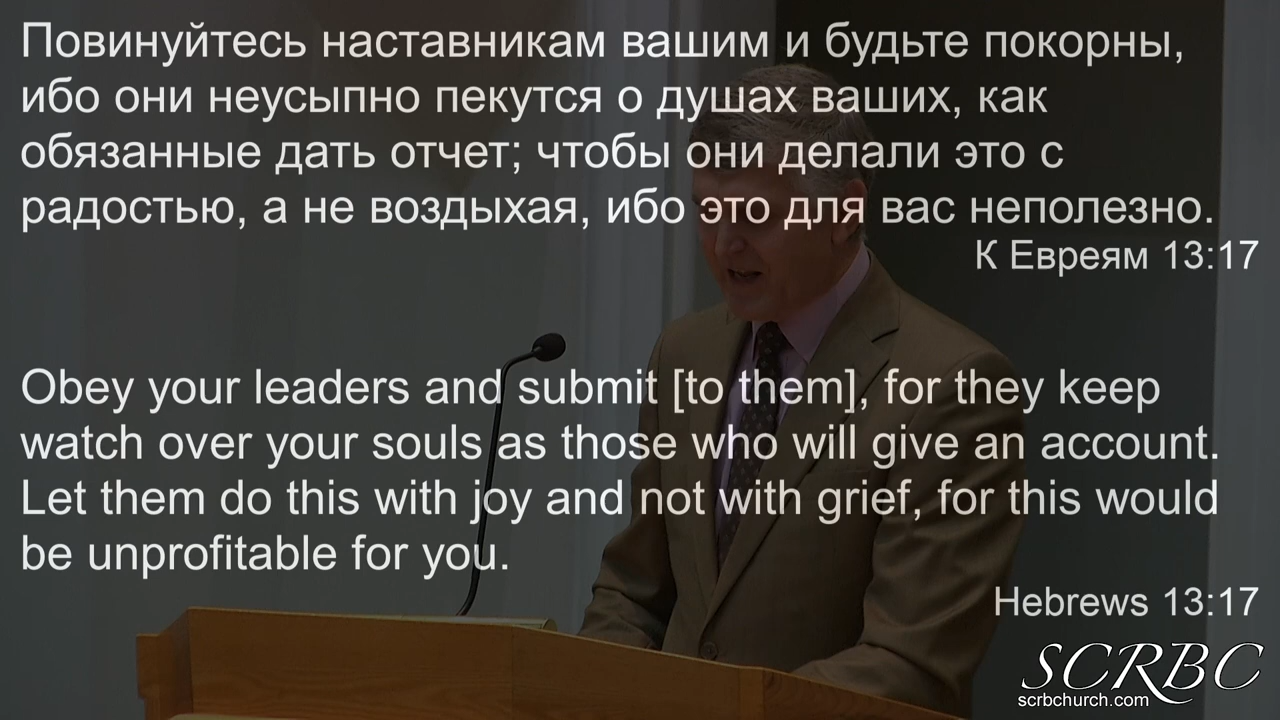 Повинуйтесь наставникам вашим и будьте покорны,
ибо они неусыпно пекутся о душах ваших, как
обязанные дать отчет; чтобы они делали это с
радостью, а не воздыхая, ибо это для вас неполезно.
К Евреям 13:17
Obey your leaders and submit [to them], for they keep
watch over your souls as those who will give an account.
Let them do this with joy and not with grief, for this would
be unprofitable for you.
Hebrews 13:17
SCRBC
scrbchurch.com